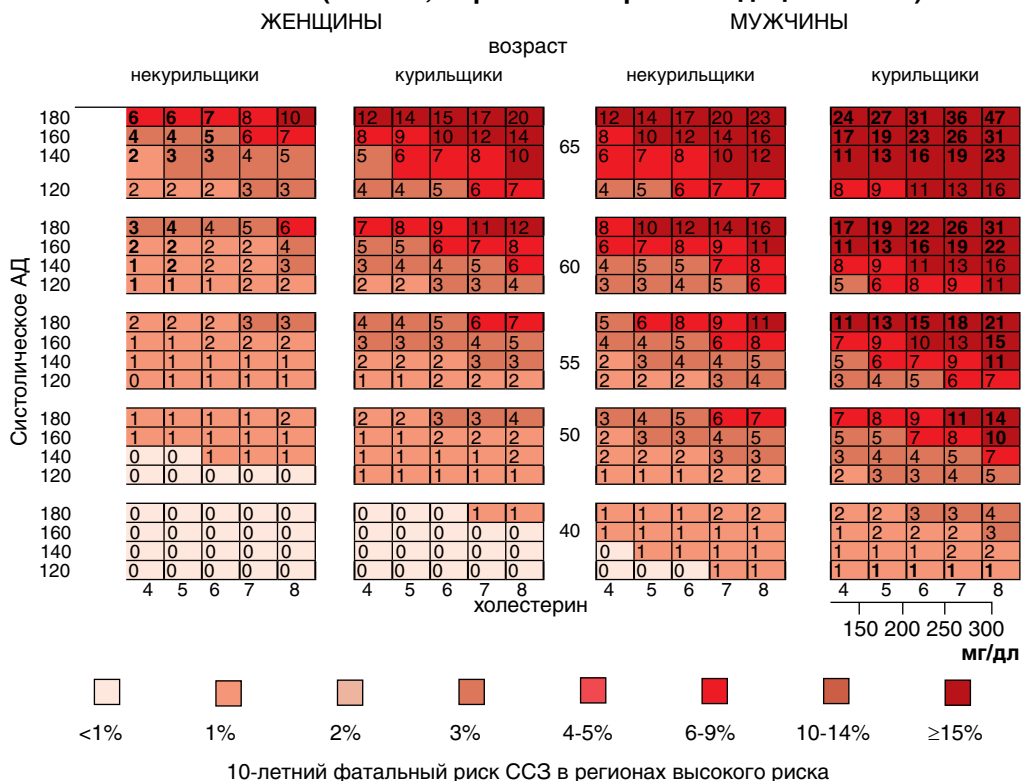 ЖЕНЩИНЫ МУЖЧИНЫ
возраст
некурильщики курильщики некурильщики курильщики
Систолическое АД
180 6 6 7 8 10 12 14 15 17 20 12 14 17 20 23 24 27 31 36 47
160 4 4 5 6 7 8 9 10 12 14 8 10 12 14 16 17 19 23 26 31
65
140 2 3 3 4 5 5 6 7 8 10 6 7 8 10 12 11 13 16 19 23
120 2 2 2 3 3 4 4 5 6 7 4 5 6 7 7 8 9 11 13 16
180 3 4 4 5 6 7 8 9 11 12 8 10 12 14 16 17 19 22 26 31
160 2 2 2 2 4 5 5 6 7 8 6 7 8 9 11 11 13 16 19 22
60
140 1 2 2 2 3 3 4 4 5 6 4 5 5 7 8 8 9 11 13 16
120 1 1 1 2 2 2 2 3 3 4 3 3 4 5 6 5 6 8 9 11
180 2 2 2 3 3 4 4 5 6 7 5 6 8 9 11 11 13 15 18 21
160 1 1 2 2 2 3 3 3 4 5 4 4 5 6 8 7 9 10 13 15
55
140 1 1 1 1 1 2 2 2 3 3 2 3 4 4 5 5 6 7 9 11
120 0 1 1 1 1 1 1 2 2 2 2 2 2 3 4 3 4 5 6 7
180 1 1 1 1 2 2 2 3 3 4 3 4 5 6 7 7 8 9 11 14
160 1 1 1 1 1 1 1 2 2 2 2 3 3 4 5 5 5 7 8 10
50
140 0 0 1 1 1 1 1 1 1 2 2 2 2 3 3 3 4 4 5 7
120 0 0 0 0 0 1 1 1 1 1 1 1 1 2 2 2 3 3 4 5
180 0 0 0 0 0 0 0 0 1 1 1 1 1 2 2 2 2 3 3 4
160 0 0 0 0 0 0 0 0 0 0 1 1 1 1 1 1 2 2 2 3
40
140 0 0 0 0 0 0 0 0 0 0 0 1 1 1 1 1 1 1 2 2
120 0 0 0 0 0 0 0 0 0 0 0 0 0 1 1 1 1 1 1 1
4 5 6 7 8 4 5 6 7 8 4 5 6 7 8 4 5 6 7 8
холестерин
150 200 250 300
мг/дл
<1% 1% 2% 3% 4-5% 6-9% 10-14% ≥15%
10-летний фатальный риск ССЗ в регионах высокого риска